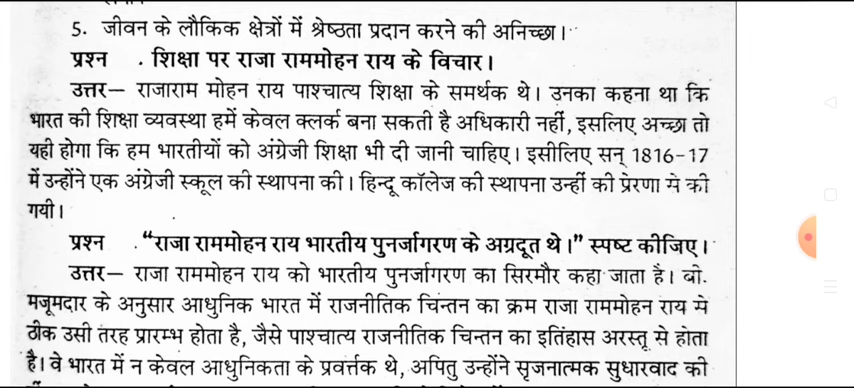 5. जीवन के लौकिक क्षेत्रों में श्रेष्ठता प्रदान करने की अनिच्छा।
प्रश्न . शिक्षा पर राजा राममोहन राय के विचार।
उत्तर— राजाराम मोहन राय पाश्चात्य शिक्षा के समर्थक थे। उनका कहना था कि
भारत की शिक्षा व्यवस्था हमें केवल क्लर्क बना सकती है अधिकारी नहीं, इसलिए अच्छा तो
यही होगा कि हम भारतीयों को अंग्रेजी शिक्षा भी दी जानी चाहिए। इसीलिए सन् 1816-17
में उन्होंने एक अंग्रेजी स्कूल की स्थापना की। हिन्दू कॉलेज की स्थापना उन्हीं की प्रेरणा से की
गयी।
प्रश्न . “राजा राममोहन राय भारतीय पुनर्जागरण के अग्रदूत थे।” स्पष्ट कीजिए।
उत्तर— राजा राममोहन राय को भारतीय पुनर्जागरण का सिरमौर कहा जाता है। बी.
मजूमदार के अनुसार आधुनिक भारत में राजनीतिक चिंन्तन का क्रम राजा राममोहन राय से
ठीक उसी तरह प्रारम्भ होता है, जैसे पाश्चात्य राजनीतिक चिन्तन का इतिहास अरस्तू से होता
है। वे भारत में न केवल आधुनिकता के प्रवर्त्तक थे, अपितु उन्होंने सृजनात्मक सुधारवाद की